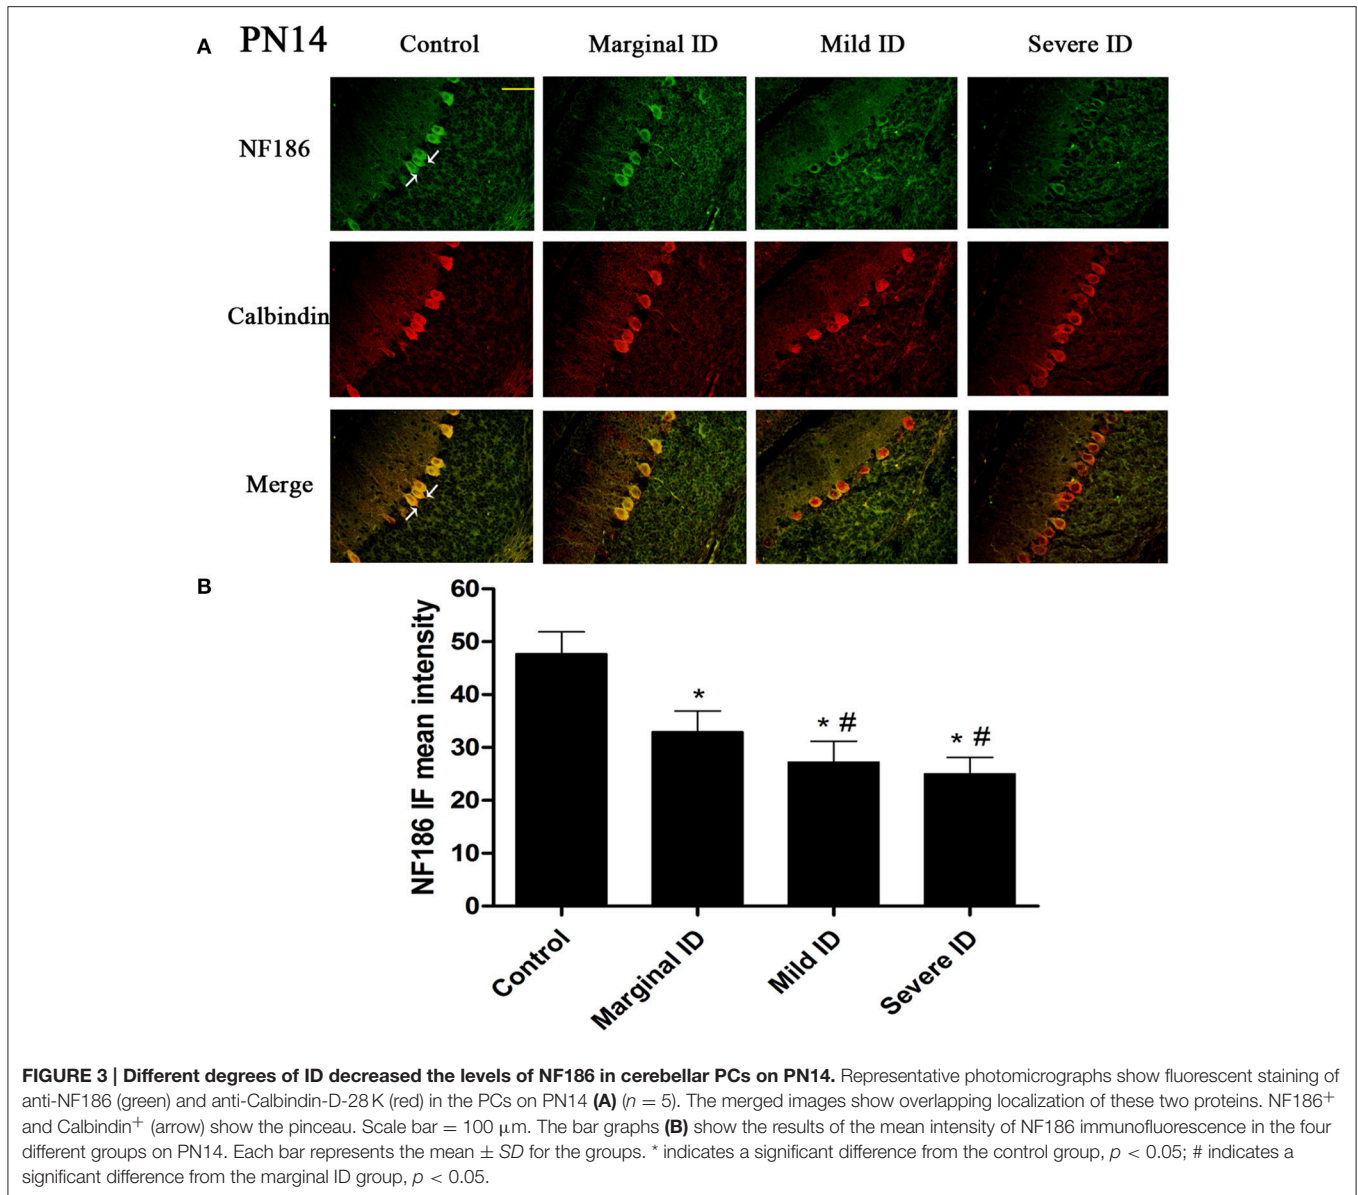 A PN14 Control Marginal ID Mild ID Severe ID
NF186
Calbindin
Merge
B
NF186 IF mean intensity
60
50
40
30
20
10
0
*
* #
* #
Control
Marginal ID
Mild ID
Severe ID
FIGURE 3 | Different degrees of ID decreased the levels of NF186 in cerebellar PCs on PN14. Representative photomicrographs show fluorescent staining of
anti-NF186 (green) and anti-Calbindin-D-28 K (red) in the PCs on PN14 (A) (n = 5). The merged images show overlapping localization of these two proteins. NF186⁺
and Calbindin⁺ (arrow) show the pinceau. Scale bar = 100 μm. The bar graphs (B) show the results of the mean intensity of NF186 immunofluorescence in the four
different groups on PN14. Each bar represents the mean ± SD for the groups. * indicates a significant difference from the control group, p < 0.05; # indicates a
significant difference from the marginal ID group, p < 0.05.